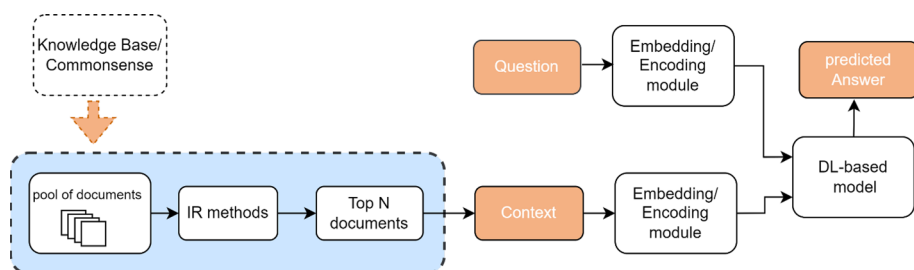 Knowledge Base/
Commonsense
Question
Embedding/
Encoding
module
predicted
Answer
pool of documents
IR methods
Top N
documents
Context
Embedding/
Encoding
module
DL-based
model